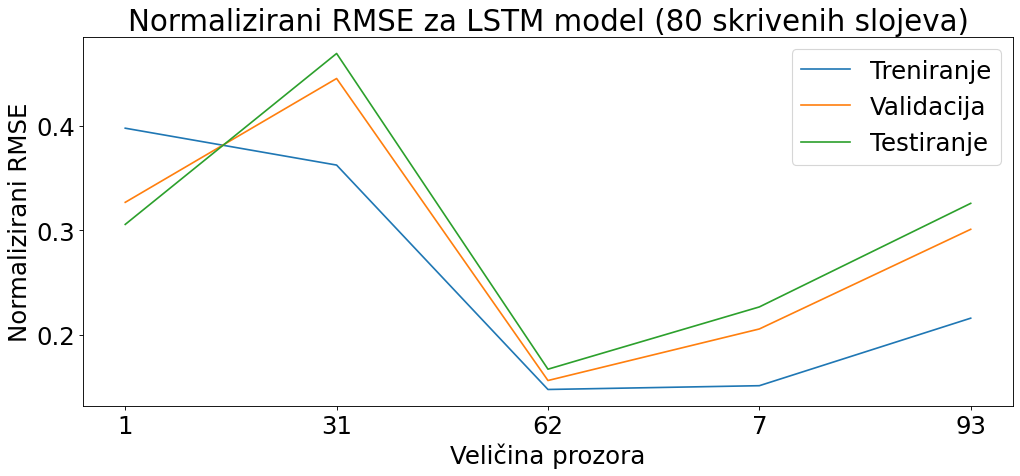 Normalizirani RMSE za LSTM model (80 skrivenih slojeva)
Treniranje
Validacija
Testiranje
Normalizirani RMSE
0.4
0.3
0.2
1 31 62 7 93
Veličina prozora